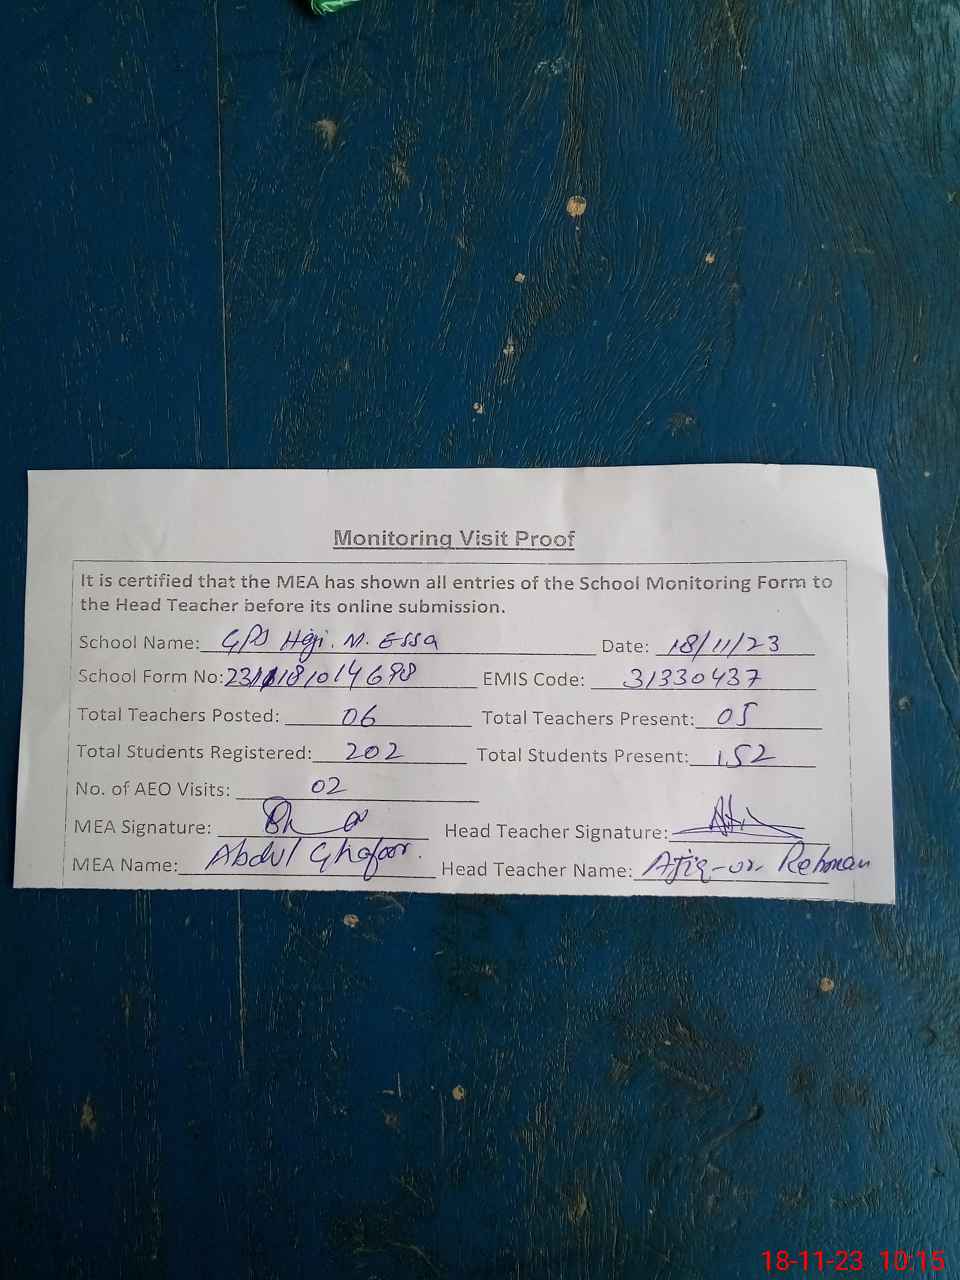 Monitoring Visit Proof
It is certified that the MEA has shown all entries of the School Monitoring Form to
the Head Teacher before its online submission.
School Name: GPS Haji. M. Essa Date: 18/11/23
School Form No: EMIS Code: 31330437
Total Teachers Posted: 06 Total Teachers Present: 05
Total Students Registered: 202 Total Students Present: 152
No. of AEO Visits: 02
MEA Signature: Head Teacher Signature:
MEA Name: Abdul Ghafoor. Head Teacher Name: Atiq-ur-Rehman
18-11-23 10:15